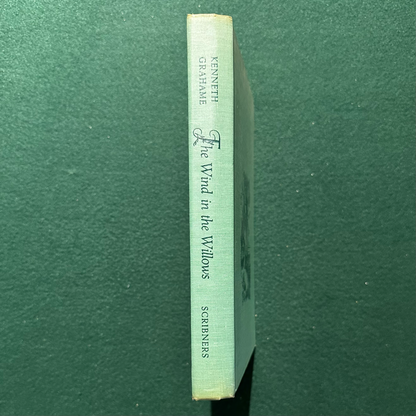 KENNETH
GRAHAME
The Wind in the Willows
SCRIBNERS